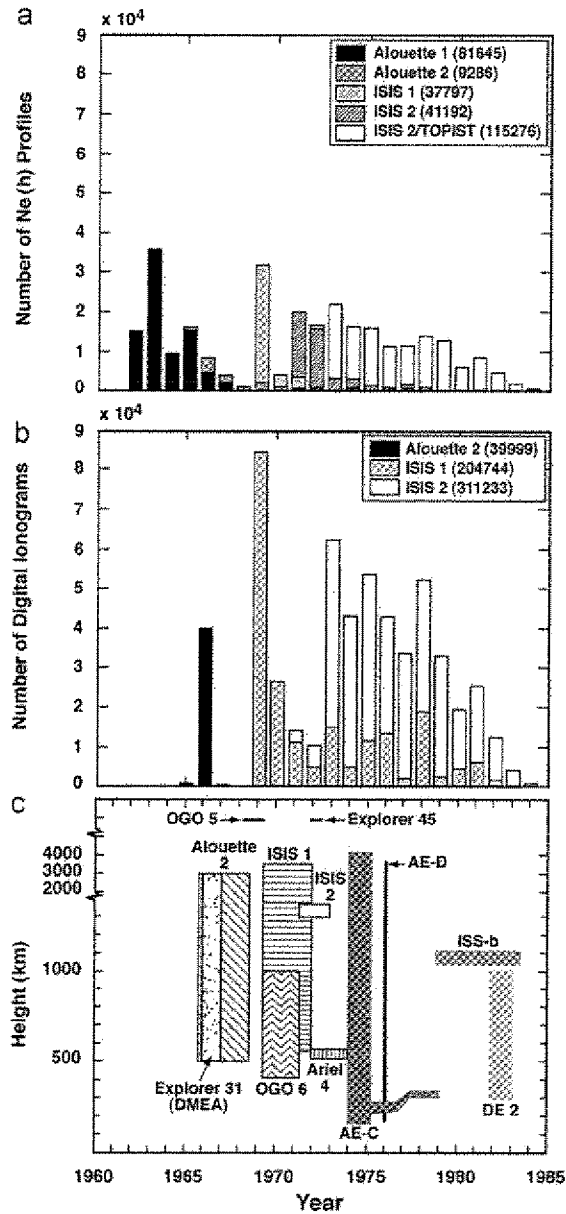 a
x 10⁴
Number of Ne(h) Profiles
9
8
7
6
5
4
3
2
1
0
Alouette 1 (81645)
Alouette 2 (9286)
ISIS 1 (37797)
ISIS 2 (41192)
ISIS 2/TOPIST (115276)
b
x 10⁴
Number of Digital Ionograms
9
8
7
6
5
4
3
2
1
0
Alouette 2 (39999)
ISIS 1 (204744)
ISIS 2 (311233)
c
Height (km)
4000
3000
2000
1000
500
OGO 5
Explorer 45
Alouette
2
ISIS 1
ISIS
2
AE-D
ISS-b
Explorer 31
(DMEA)
OGO 6
Ariel
4
AE-C
DE 2
1960 1965 1970 1975 1980 1985
Year